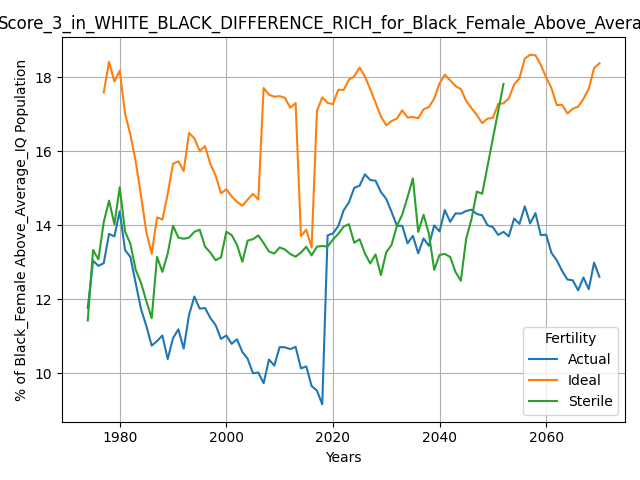 Score_3_in_WHITE_BLACK_DIFFERENCE_RICH_for_Black_Female_Above_Avera
% of Black_Female Above_Average_IQ Population
18
16
14
12
10
1980
2000
2020
2040
2060
Years
Fertility
Actual
Ideal
Sterile